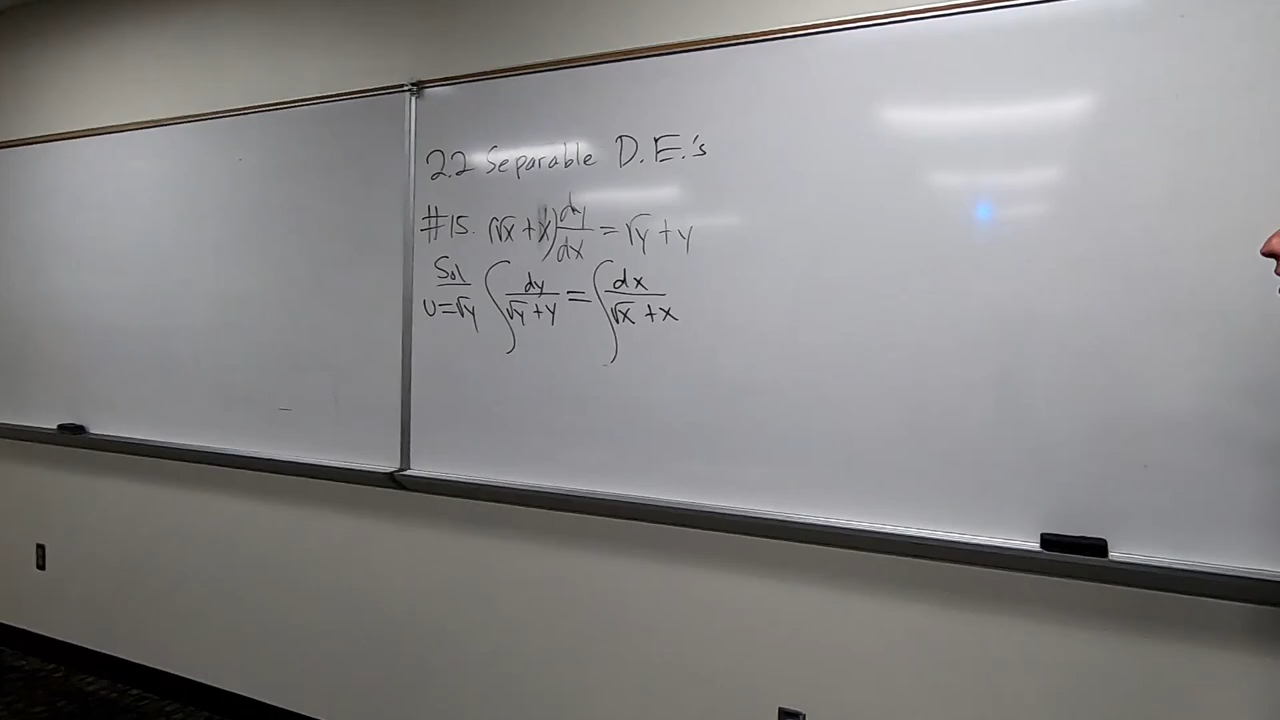 2.2 Separable D.E.'s
#15. (√x + x) dy/dx = √y + y
Sol
u = √y ∫ dy/(√y + y) = ∫ dx/(√x + x)